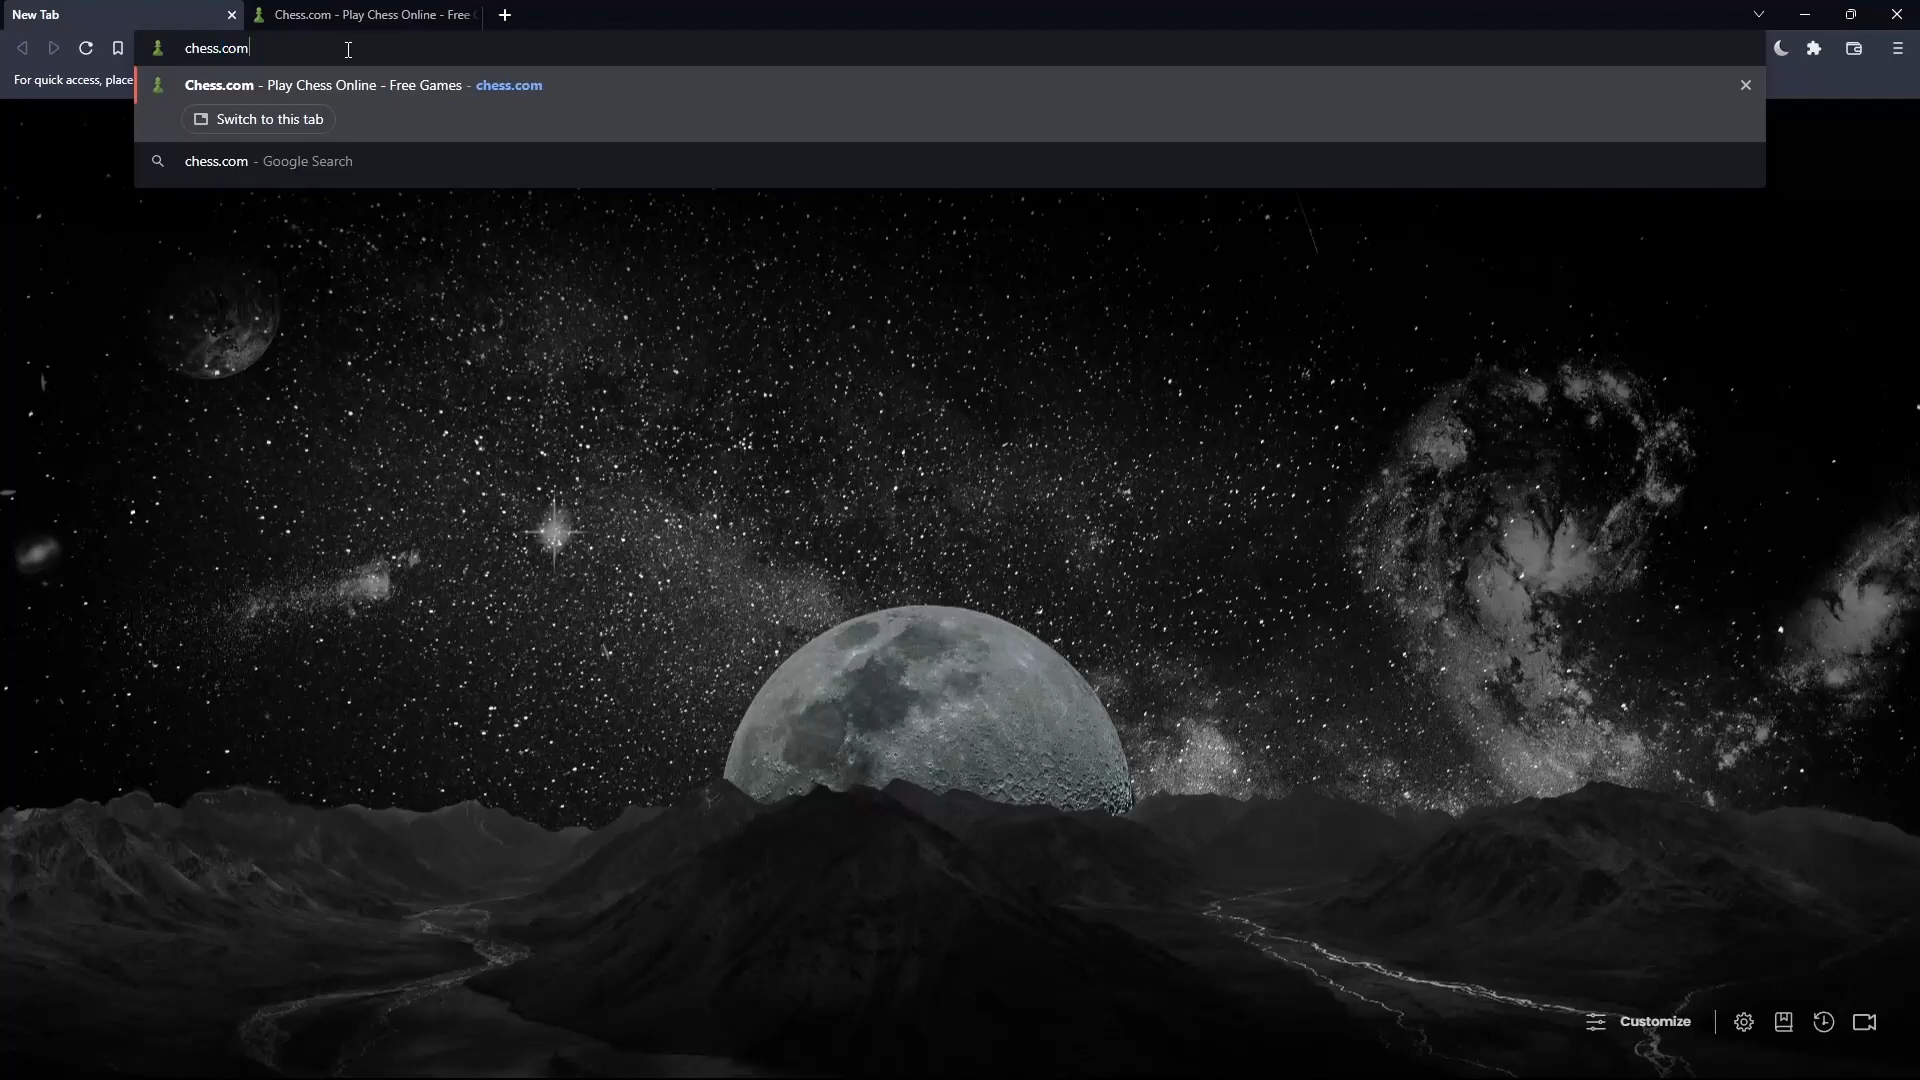 New Tab
Chess.com - Play Chess Online - Free
chess.com
For quick access, place
Chess.com - Play Chess Online - Free Games - chess.com
Switch to this tab
chess.com - Google Search
Customize